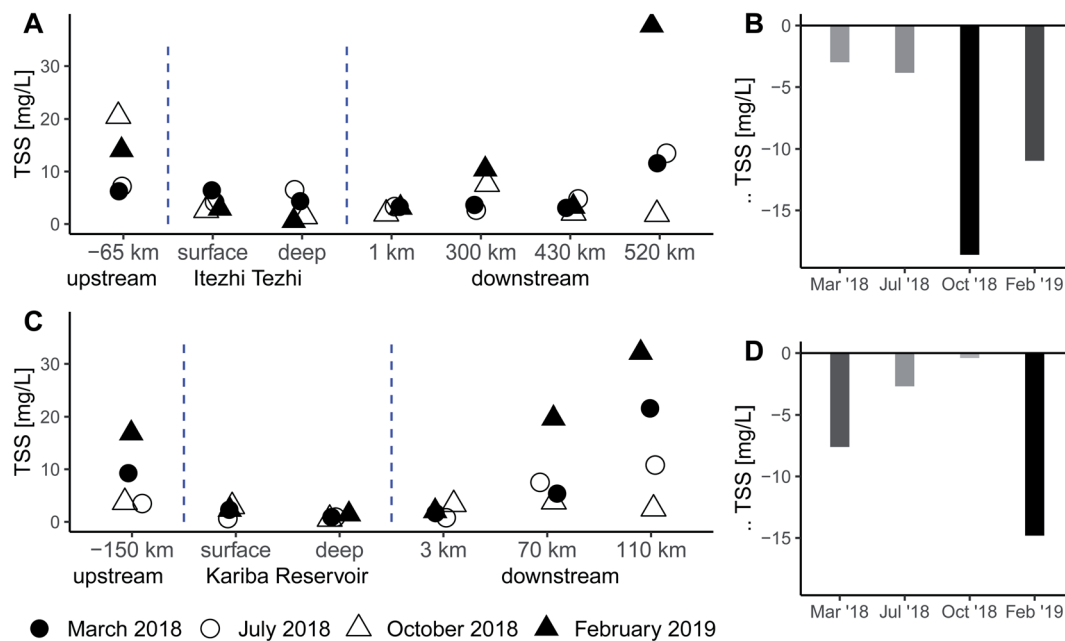 A
TSS [mg/L]
30
20
10
0
−65 km surface deep 1 km 300 km 430 km 520 km
upstream Itezhi Tezhi downstream
B
.. TSS [mg/L]
0
−5
−10
−15
Mar '18 Jul '18 Oct '18 Feb '19
C
TSS [mg/L]
30
20
10
0
−150 km surface deep 3 km 70 km 110 km
upstream Kariba Reservoir downstream
D
.. TSS [mg/L]
0
−5
−10
−15
Mar '18 Jul '18 Oct '18 Feb '19
March 2018 July 2018 October 2018 February 2019